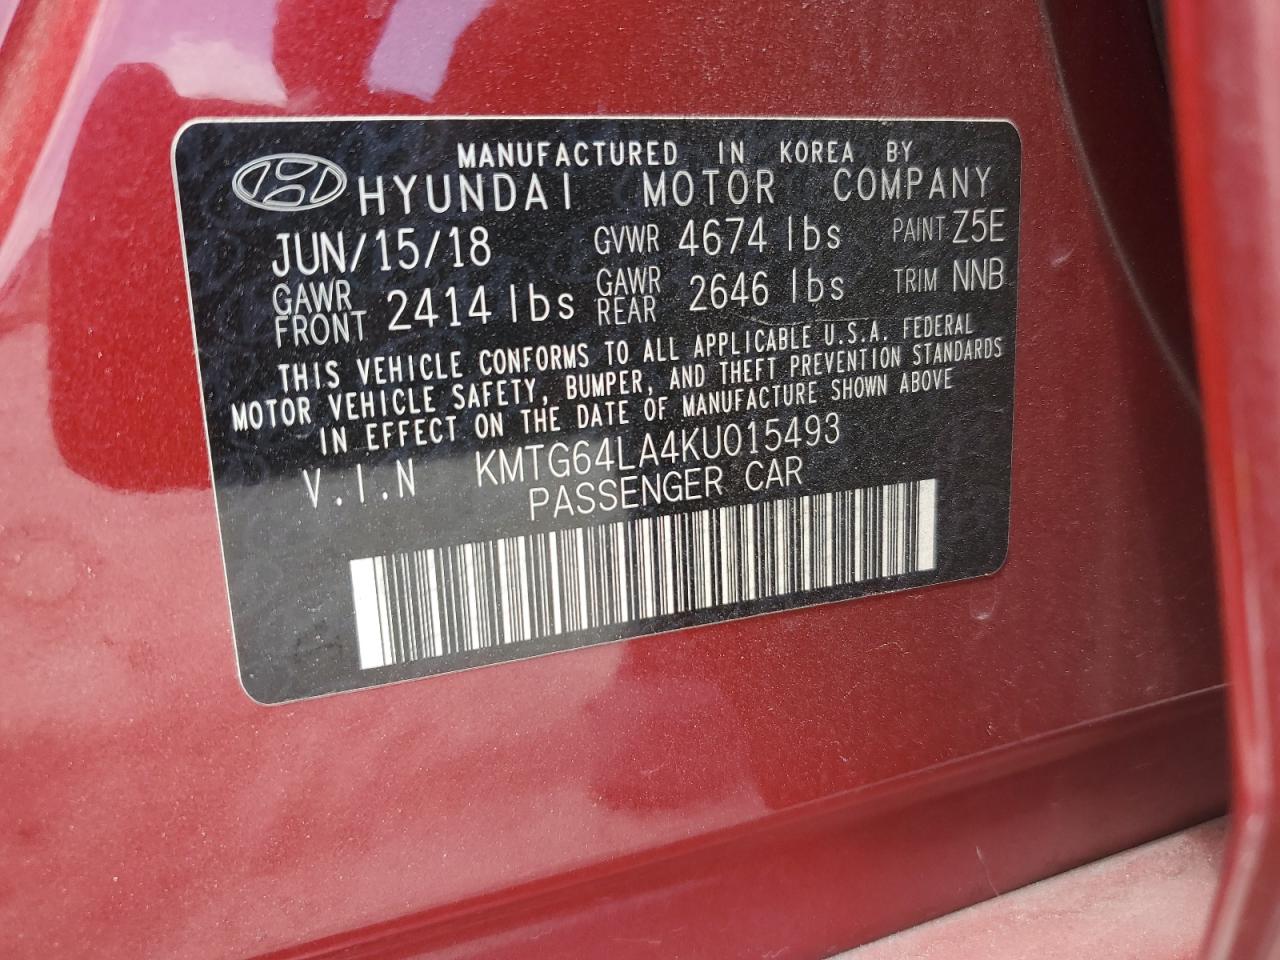 MANUFACTURED IN KOREA BY
HYUNDAI MOTOR COMPANY
JUN/15/18 GVWR 4674 lbs PAINT Z5E
GAWR FRONT 2414 lbs GAWR REAR 2646 lbs TRIM NNB
THIS VEHICLE CONFORMS TO ALL APPLICABLE U.S.A. FEDERAL
MOTOR VEHICLE SAFETY, BUMPER, AND THEFT PREVENTION STANDARDS
IN EFFECT ON THE DATE OF MANUFACTURE SHOWN ABOVE
V.I.N KMTG64LA4KU015493
PASSENGER CAR